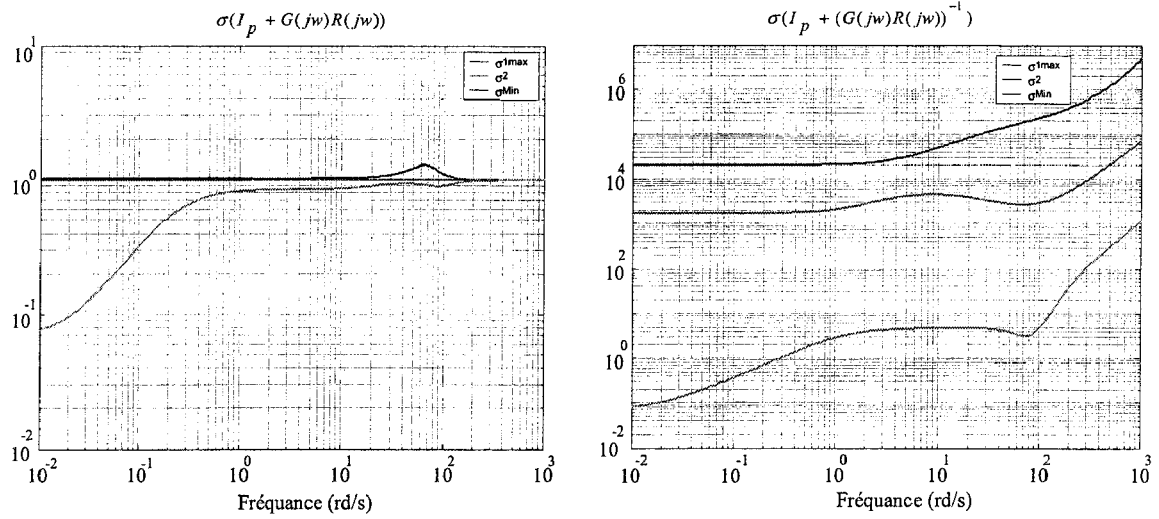 σ(I_p + G(jw)R(jw))
10^1
10^0
10^-1
10^-2
σ1max
σ2
σMin
10^-2 10^-1 10^0 10^1 10^2 10^3
Fréquance (rd/s)
σ(I_p + (G(jw)R(jw))^-1)
10^6
10^4
10^2
10^0
10^-2
σ1max
σ2
σMin
10^-2 10^-1 10^0 10^1 10^2 10^3
Fréquance (rd/s)